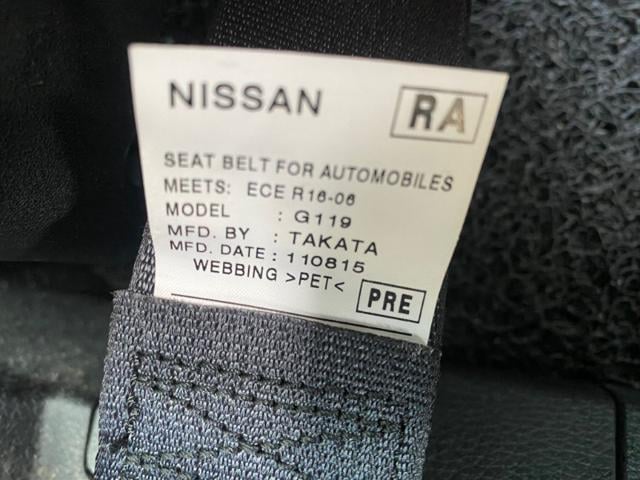 NISSAN RA
SEAT BELT FOR AUTOMOBILES
MEETS: ECE R16-06
MODEL : G119
MFD. BY : TAKATA
MFD. DATE : 110815
WEBBING >PET< PRE